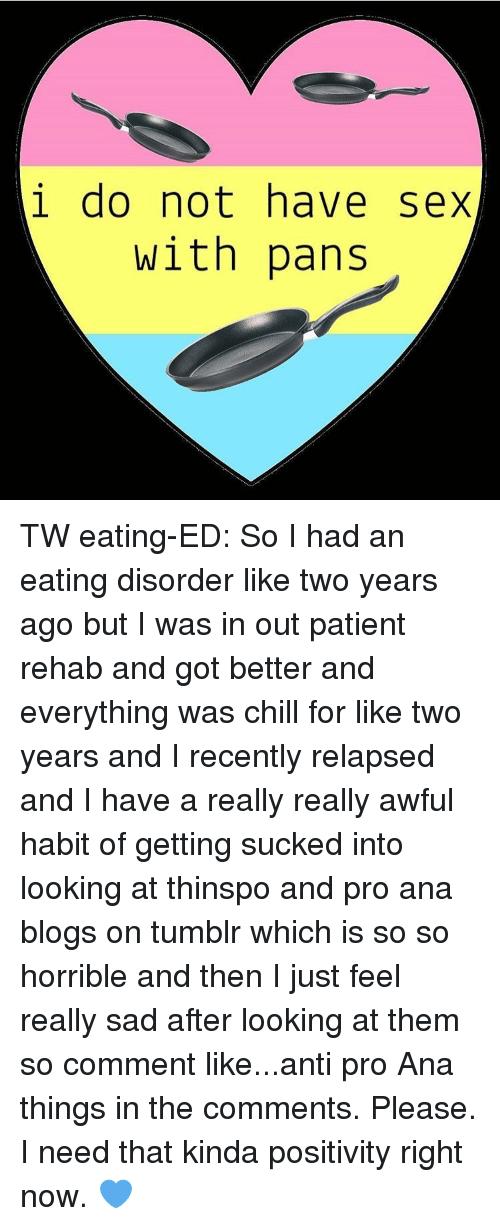 i do not have sex
with pans
TW eating-ED: So I had an
eating disorder like two years
ago but I was in out patient
rehab and got better and
everything was chill for like two
years and I recently relapsed
and I have a really really awful
habit of getting sucked into
looking at thinspo and pro ana
blogs on tumblr which is so so
horrible and then I just feel
really sad after looking at them
so comment like...anti pro Ana
things in the comments. Please.
I need that kinda positivity right
now. 💙